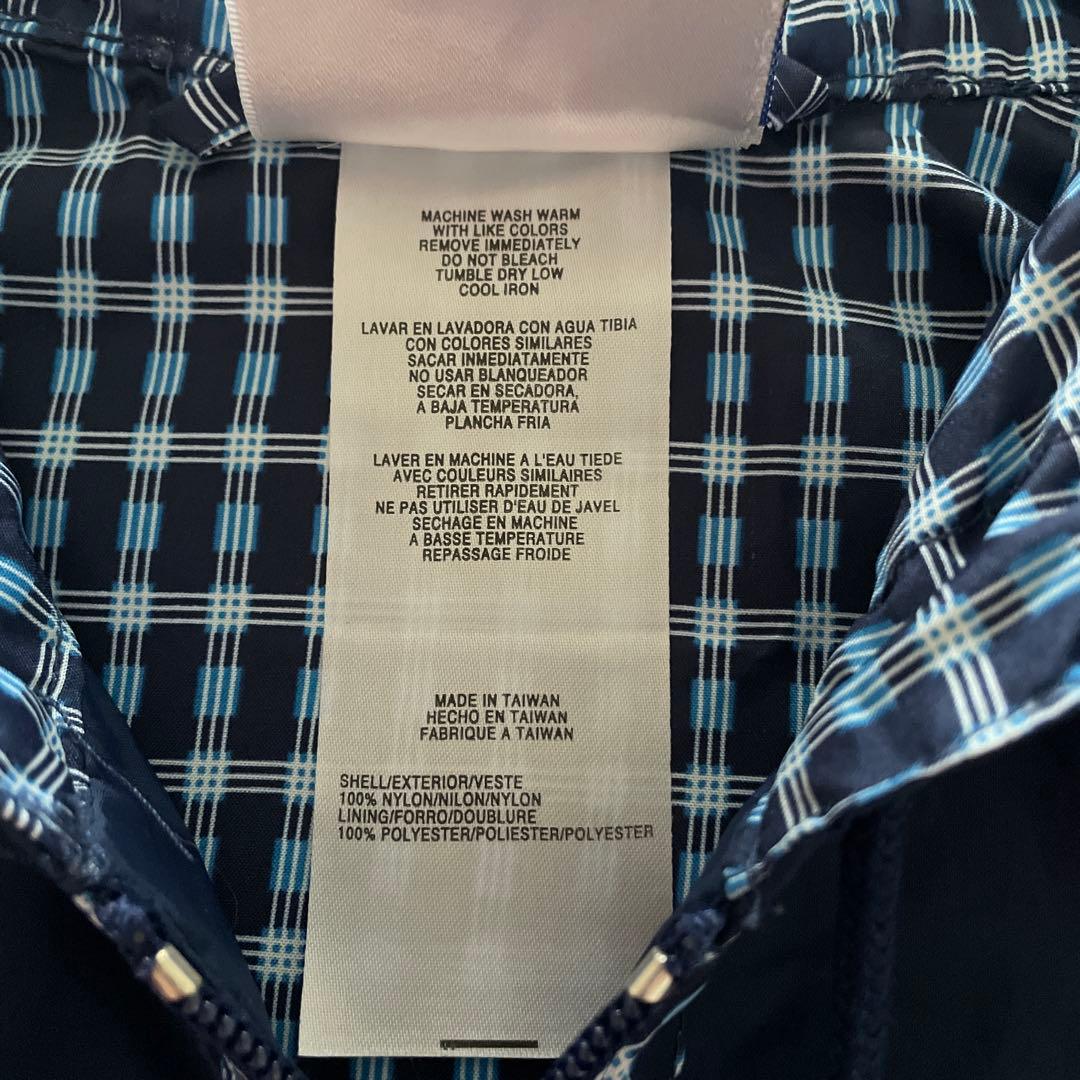 MACHINE WASH WARM
WITH LIKE COLORS
REMOVE IMMEDIATELY
DO NOT BLEACH
TUMBLE DRY LOW
COOL IRON
LAVAR EN LAVADORA CON AGUA TIBIA
CON COLORES SIMILARES
SACAR INMEDIATAMENTE
NO USAR BLANQUEADOR
SECAR EN SECADORA,
A BAJA TEMPERATURA
PLANCHA FRIA
LAVER EN MACHINE A L'EAU TIEDE
AVEC COULEURS SIMILAIRES
RETIRER RAPIDEMENT
NE PAS UTILISER D'EAU DE JAVEL
SECHAGE EN MACHINE
A BASSE TEMPERATURE
REPASSAGE FROIDE
MADE IN TAIWAN
HECHO EN TAIWAN
FABRIQUE A TAIWAN
SHELL/EXTERIOR/VESTE
100% NYLON/NILON/NYLON
LINING/FORRO/DOUBLURE
100% POLYESTER/POLIESTER/POLYESTER